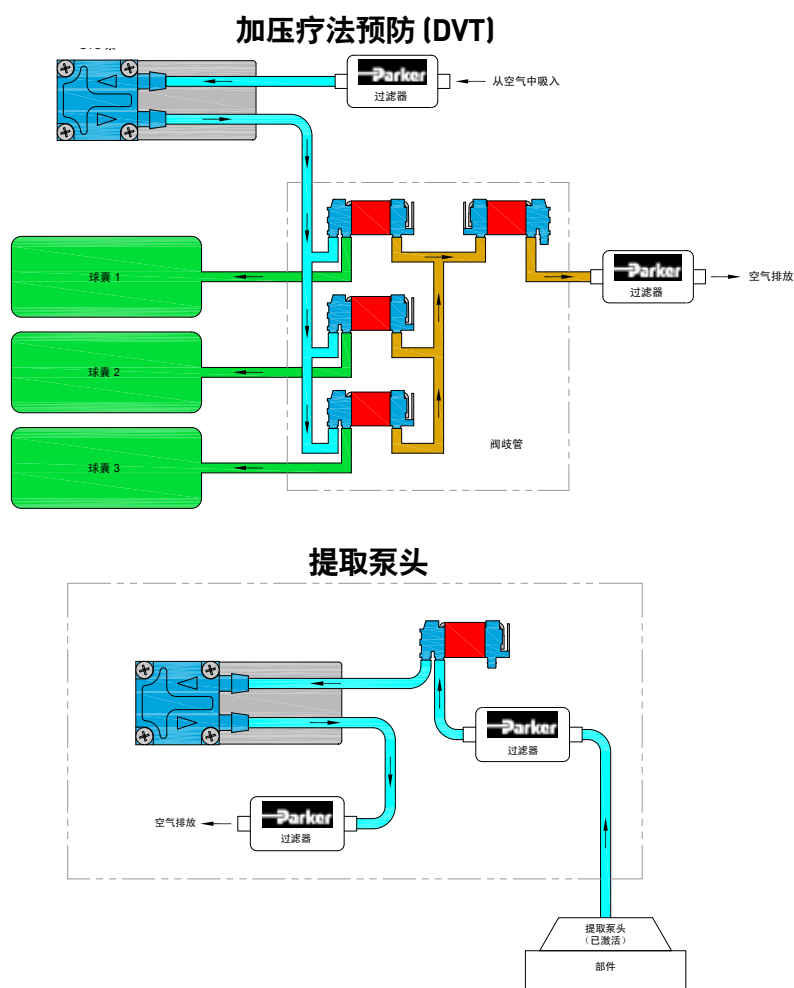 加压疗法预防 (DVT)
Parker
过滤器
从空气中吸入
球囊 1
Parker
过滤器
空气排放
球囊 2
阀歧管
球囊 3
提取泵头
Parker
过滤器
Parker
过滤器
空气排放
提取泵头
（已激活）
部件